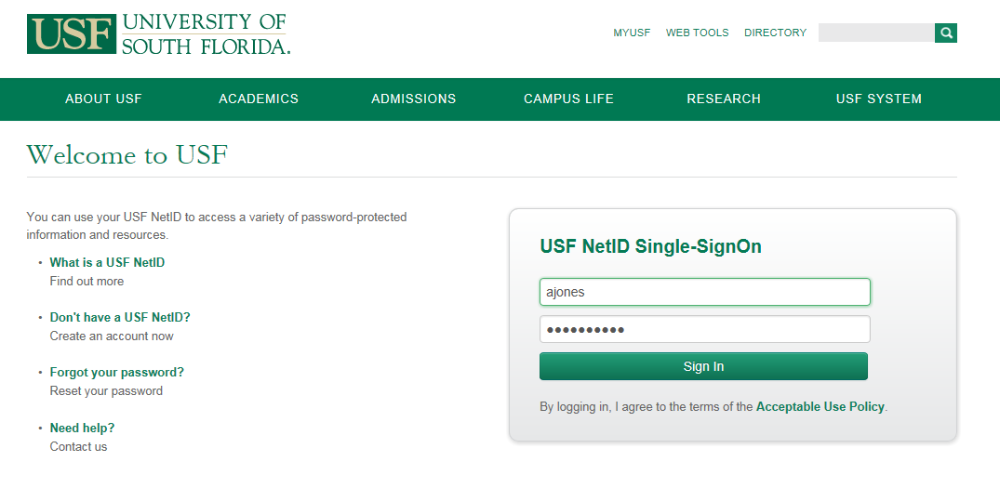 USF UNIVERSITY OF
SOUTH FLORIDA.
MYUSF WEB TOOLS DIRECTORY
ABOUT USF ACADEMICS ADMISSIONS CAMPUS LIFE RESEARCH USF SYSTEM
Welcome to USF
You can use your USF NetID to access a variety of password-protected
information and resources.
• What is a USF NetID
Find out more
• Don't have a USF NetID?
Create an account now
• Forgot your password?
Reset your password
• Need help?
Contact us
USF NetID Single-SignOn
ajones
●●●●●●●●●●
Sign In
By logging in, I agree to the terms of the Acceptable Use Policy.